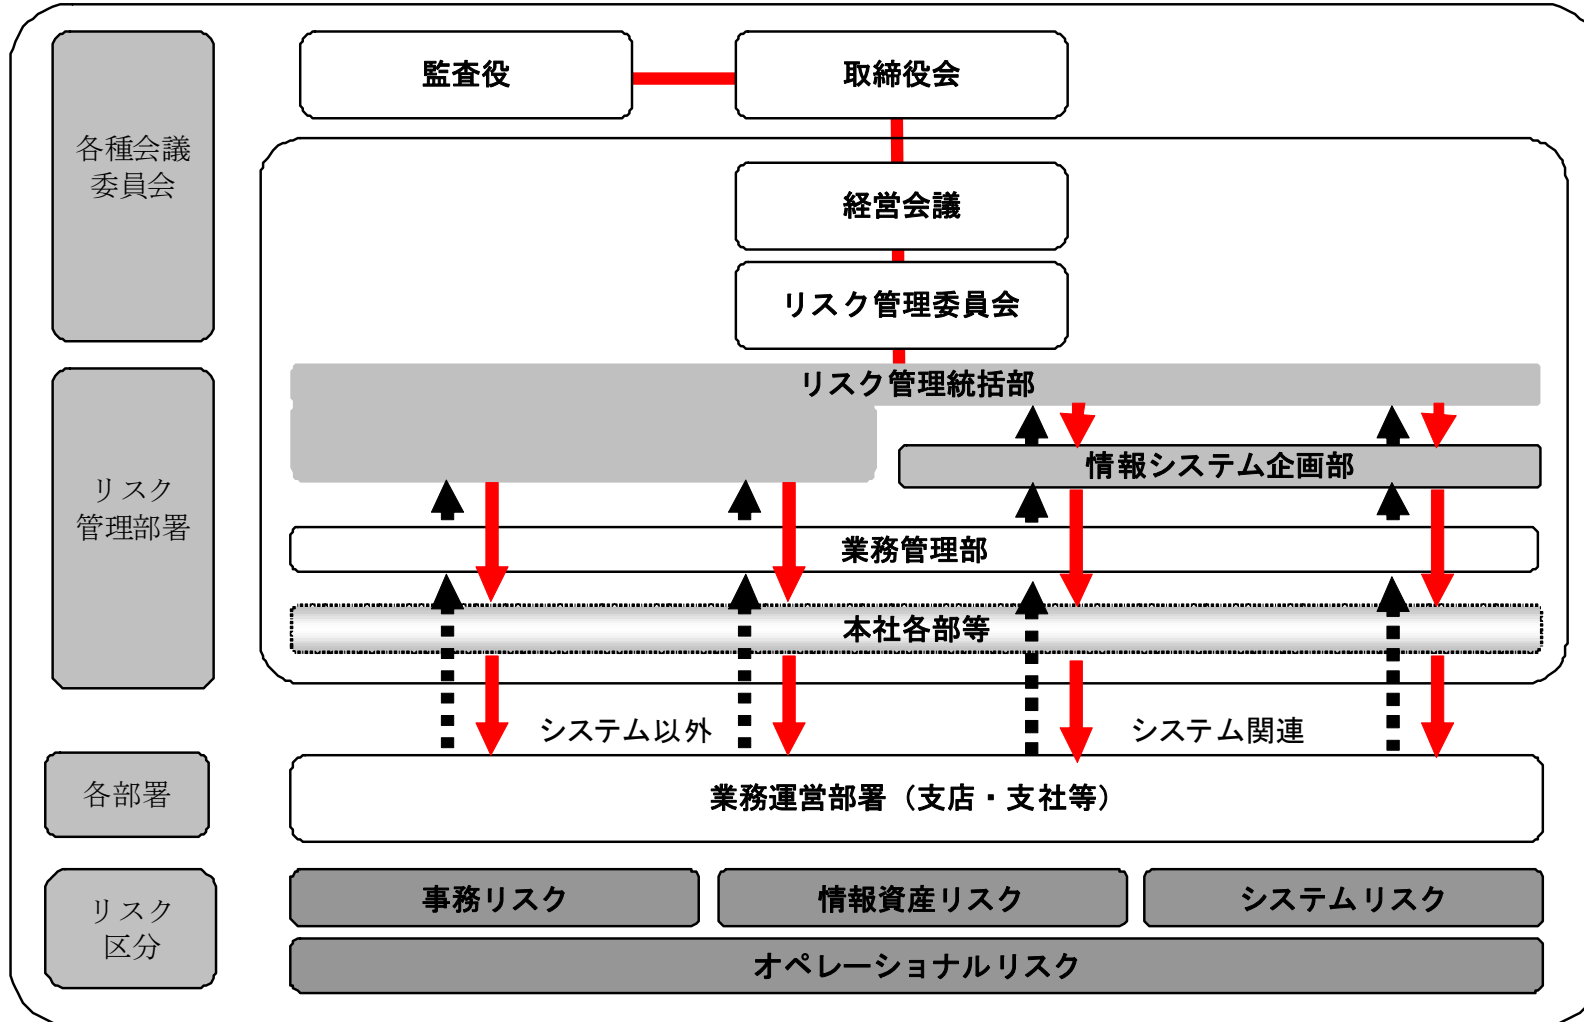 各種会議
委員会
監査役
取締役会
経営会議
リスク管理委員会
リスク
管理部署
リスク管理統括部
情報システム企画部
業務管理部
本社各部等
システム以外
システム関連
各部署
業務運営部署（支店・支社等）
リスク
区分
事務リスク
情報資産リスク
システムリスク
オペレーショナルリスク